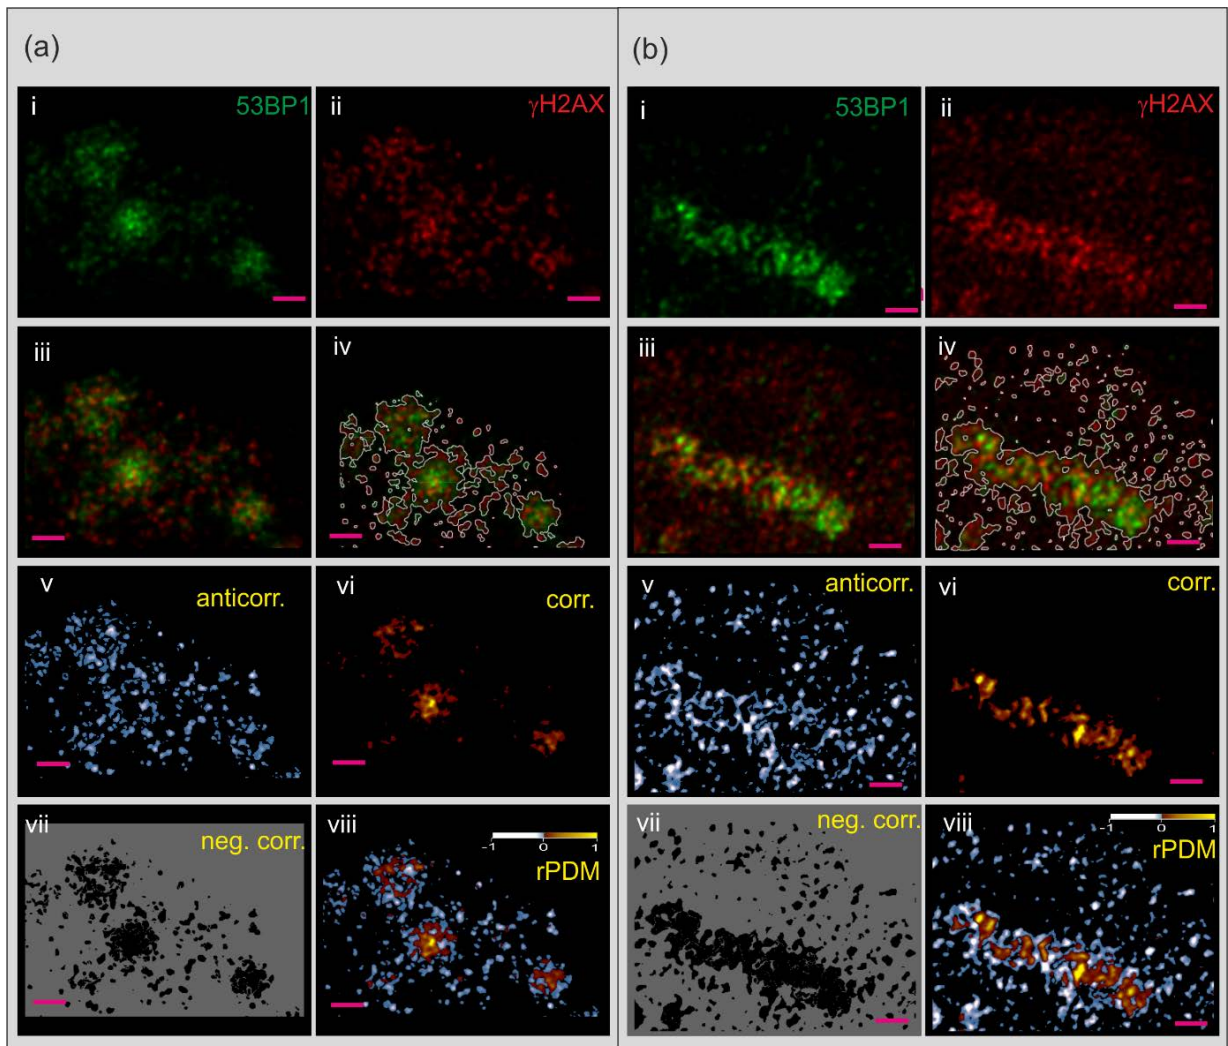 (a)
i 53BP1
ii γH2AX
iii
iv
v anticorr.
vi corr.
vii neg. corr.
viii
-1 0 1
rPDM
(b)
i 53BP1
ii γH2AX
iii
iv
v anticorr.
vi corr.
vii neg. corr.
viii
-1 0 1
rPDM